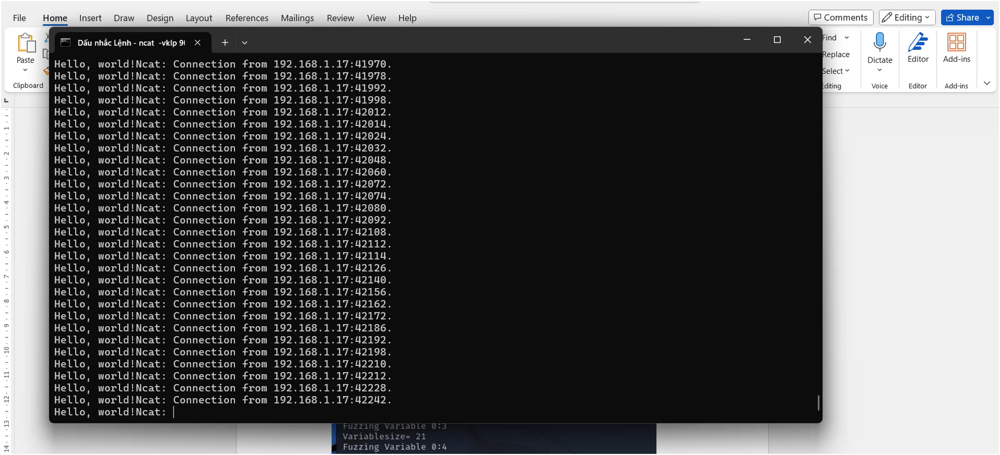 File Home Insert Draw Design Layout References Mailings Review View Help Comments Editing Share
Dấu nhắc Lệnh - ncat -vklp
Paste
Clipboard
Find
Replace
Select
Editing
Dictate
Voice
Editor
Editor
Add-ins
Add-ins
Hello, world!Ncat: Connection from 192.168.1.17:41970.
Hello, world!Ncat: Connection from 192.168.1.17:41978.
Hello, world!Ncat: Connection from 192.168.1.17:41992.
Hello, world!Ncat: Connection from 192.168.1.17:41998.
Hello, world!Ncat: Connection from 192.168.1.17:42012.
Hello, world!Ncat: Connection from 192.168.1.17:42014.
Hello, world!Ncat: Connection from 192.168.1.17:42024.
Hello, world!Ncat: Connection from 192.168.1.17:42032.
Hello, world!Ncat: Connection from 192.168.1.17:42048.
Hello, world!Ncat: Connection from 192.168.1.17:42060.
Hello, world!Ncat: Connection from 192.168.1.17:42072.
Hello, world!Ncat: Connection from 192.168.1.17:42074.
Hello, world!Ncat: Connection from 192.168.1.17:42080.
Hello, world!Ncat: Connection from 192.168.1.17:42092.
Hello, world!Ncat: Connection from 192.168.1.17:42108.
Hello, world!Ncat: Connection from 192.168.1.17:42112.
Hello, world!Ncat: Connection from 192.168.1.17:42114.
Hello, world!Ncat: Connection from 192.168.1.17:42126.
Hello, world!Ncat: Connection from 192.168.1.17:42140.
Hello, world!Ncat: Connection from 192.168.1.17:42156.
Hello, world!Ncat: Connection from 192.168.1.17:42162.
Hello, world!Ncat: Connection from 192.168.1.17:42172.
Hello, world!Ncat: Connection from 192.168.1.17:42186.
Hello, world!Ncat: Connection from 192.168.1.17:42192.
Hello, world!Ncat: Connection from 192.168.1.17:42198.
Hello, world!Ncat: Connection from 192.168.1.17:42210.
Hello, world!Ncat: Connection from 192.168.1.17:42212.
Hello, world!Ncat: Connection from 192.168.1.17:42228.
Hello, world!Ncat: Connection from 192.168.1.17:42242.
Hello, world!Ncat:
Fuzzing Variable 0:3
Variablesize= 21
Fuzzing Variable 0:4
1
2
3
4
5
6
7
8
9
10
11
12
13
14